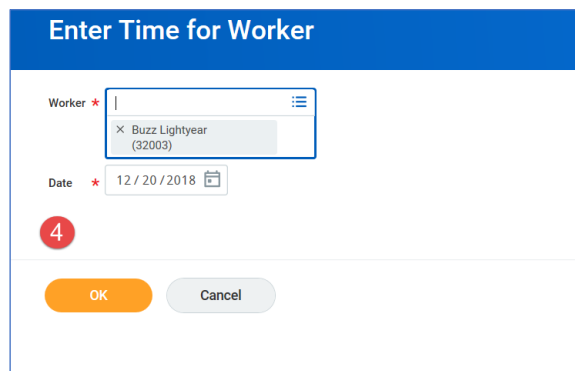 Enter Time for Worker
Worker *
× Buzz Lightyear
(32003)
Date * 12/20/2018
4
OK Cancel